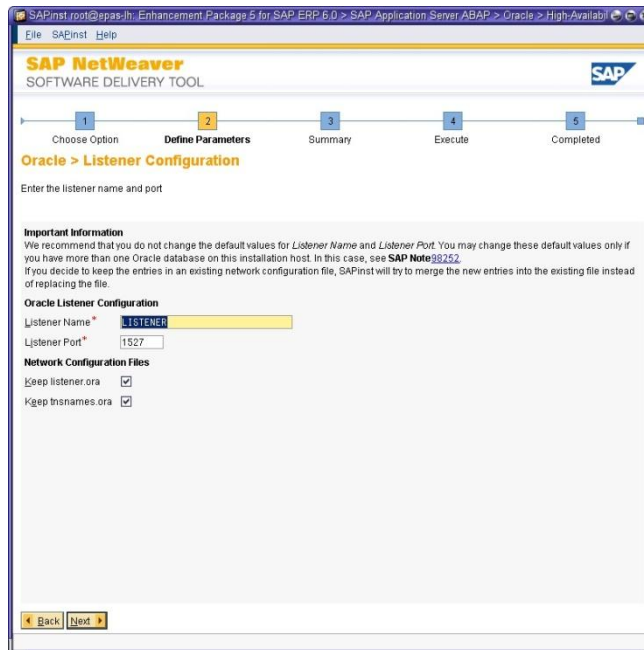 SAPinst root@epas-lh: Enhancement Package 5 for SAP ERP 6.0 > SAP Application Server ABAP > Oracle > High-Availabil
File SAPinst Help
SAP NetWeaver
SOFTWARE DELIVERY TOOL
SAP
1 2 3 4 5
Choose Option Define Parameters Summary Execute Completed
Oracle > Listener Configuration
Enter the listener name and port
Important Information
We recommend that you do not change the default values for Listener Name and Listener Port. You may change these default values only if
you have more than one Oracle database on this installation host. In this case, see SAP Note 98252.
If you decide to keep the entries in an existing network configuration file, SAPinst will try to merge the new entries into the existing file instead
of replacing the file.
Oracle Listener Configuration
Listener Name* LISTENER
Listener Port* 1527
Network Configuration Files
Keep listener.ora
Keep tnsnames.ora
Back Next